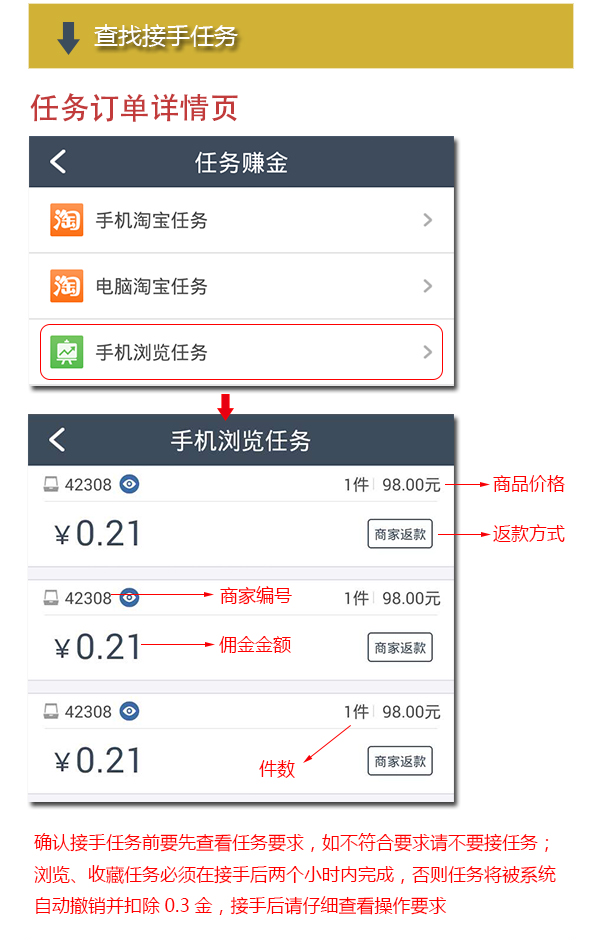 查找接手任务
任务订单详情页
任务赚金
淘 手机淘宝任务
淘 电脑淘宝任务
手机浏览任务
手机浏览任务
42308 1件 98.00元 商品价格
¥0.21 商家返款 返款方式
42308 商家编号 1件 98.00元
¥0.21 佣金金额 商家返款
42308 1件 98.00元
¥0.21 件数 商家返款
确认接手任务前要先查看任务要求，如不符合要求请不要接任务；
浏览、收藏任务必须在接手后两个小时内完成，否则任务将被系统
自动撤销并扣除 0.3 金，接手后请仔细查看操作要求